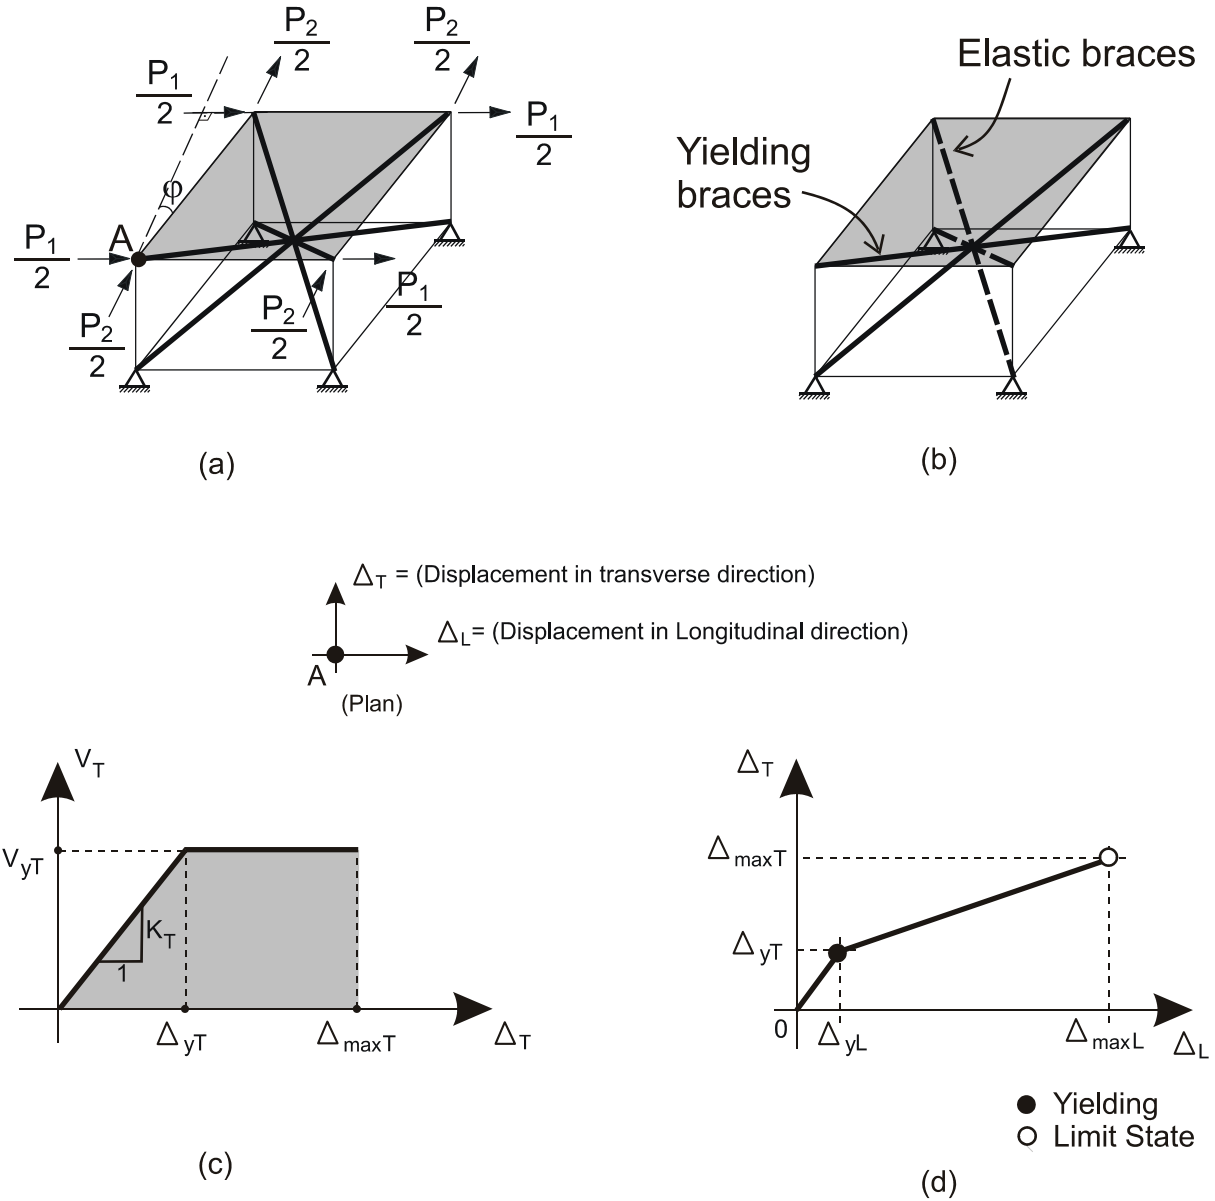 P2
2
P2
2
P1
2
P1
2
φ
A
P1
2
P2
2
P2
2
P1
2
(a)
Elastic braces
Yielding
braces
(b)
ΔT = (Displacement in transverse direction)
ΔL= (Displacement in Longitudinal direction)
A
(Plan)
VT
VyT
KT
1
ΔyT
ΔmaxT
ΔT
(c)
ΔT
ΔmaxT
ΔyT
0
ΔyL
ΔmaxL
ΔL
Yielding
Limit State
(d)